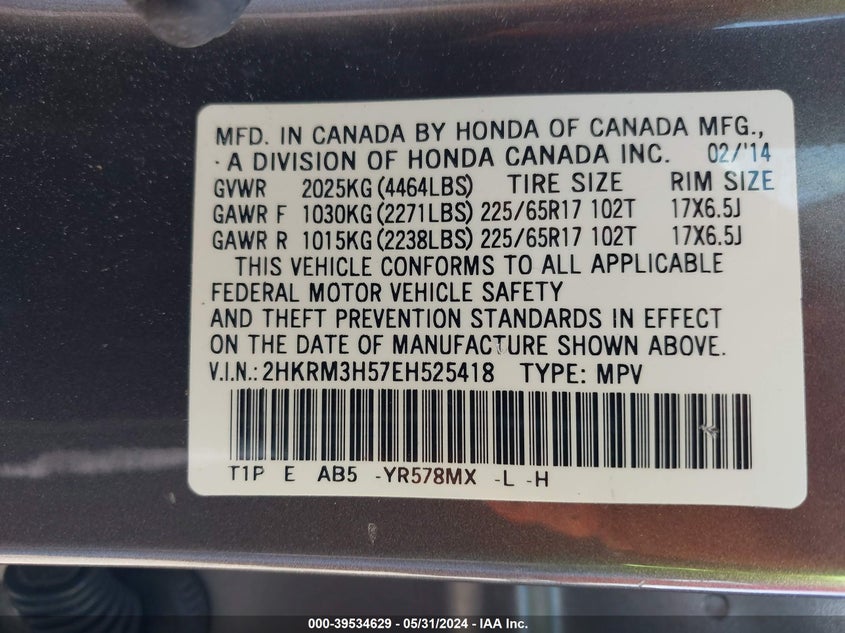 MFD. IN CANADA BY HONDA OF CANADA MFG.,
A DIVISION OF HONDA CANADA INC. 02/'14
GVWR 2025KG (4464LBS) TIRE SIZE RIM SIZE
GAWR F 1030KG (2271LBS) 225/65R17 102T 17X6.5J
GAWR R 1015KG (2238LBS) 225/65R17 102T 17X6.5J
THIS VEHICLE CONFORMS TO ALL APPLICABLE
FEDERAL MOTOR VEHICLE SAFETY
AND THEFT PREVENTION STANDARDS IN EFFECT
ON THE DATE OF MANUFACTURE SHOWN ABOVE.
V.I.N.: 2HKRM3H57EH525418 TYPE: MPV
T1P E AB5 -YR578MX -L -H
000-39534629 - 05/31/2024 - IAA Inc.